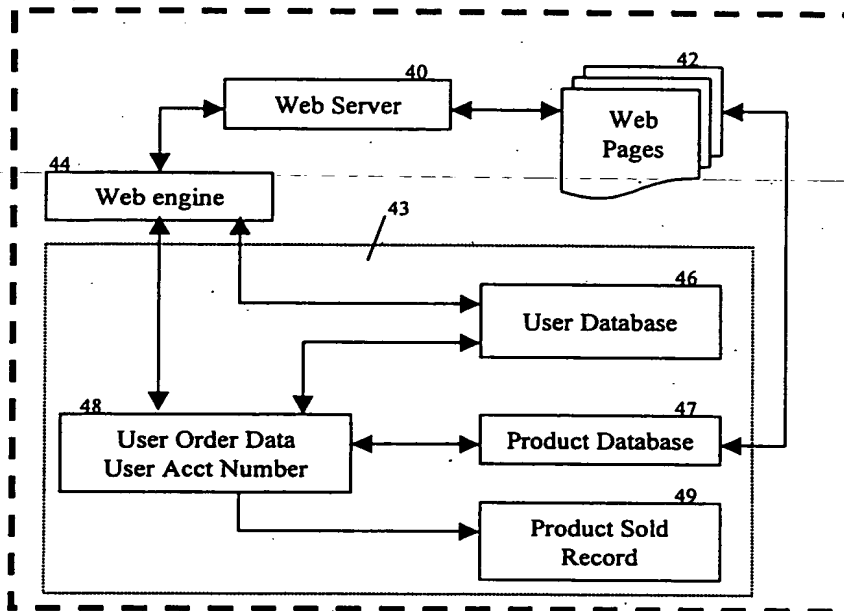 40
Web Server
42
Web
Pages
44
Web engine
43
46
User Database
48
User Order Data
User Acct Number
47
Product Database
49
Product Sold
Record